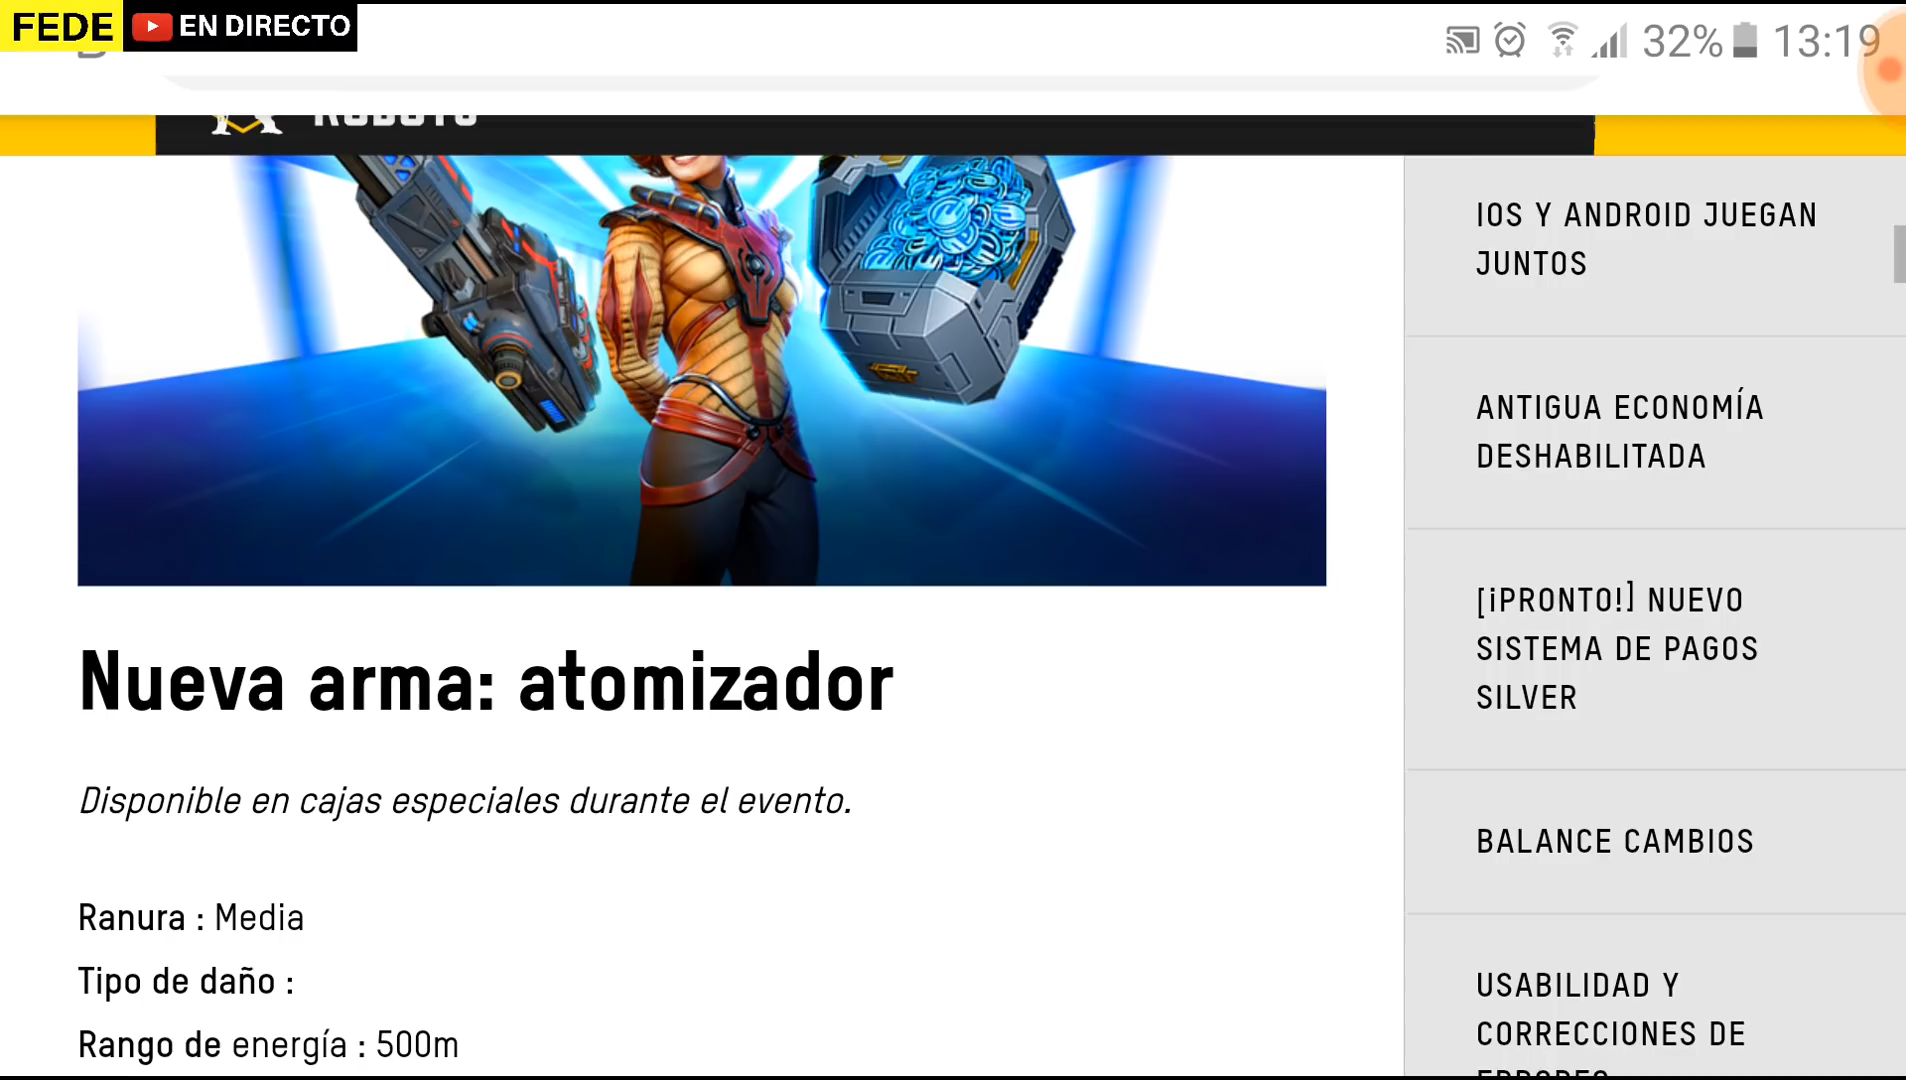 FEDE
EN DIRECTO
32%
13:19
ROBOTS
IOS Y ANDROID JUEGAN
JUNTOS
ANTIGUA ECONOMÍA
DESHABILITADA
[¡PRONTO!] NUEVO
SISTEMA DE PAGOS
SILVER
BALANCE CAMBIOS
USABILIDAD Y
CORRECCIONES DE
ERRORES
Nueva arma: atomizador
Disponible en cajas especiales durante el evento.
Ranura : Media
Tipo de daño :
Rango de energía : 500m